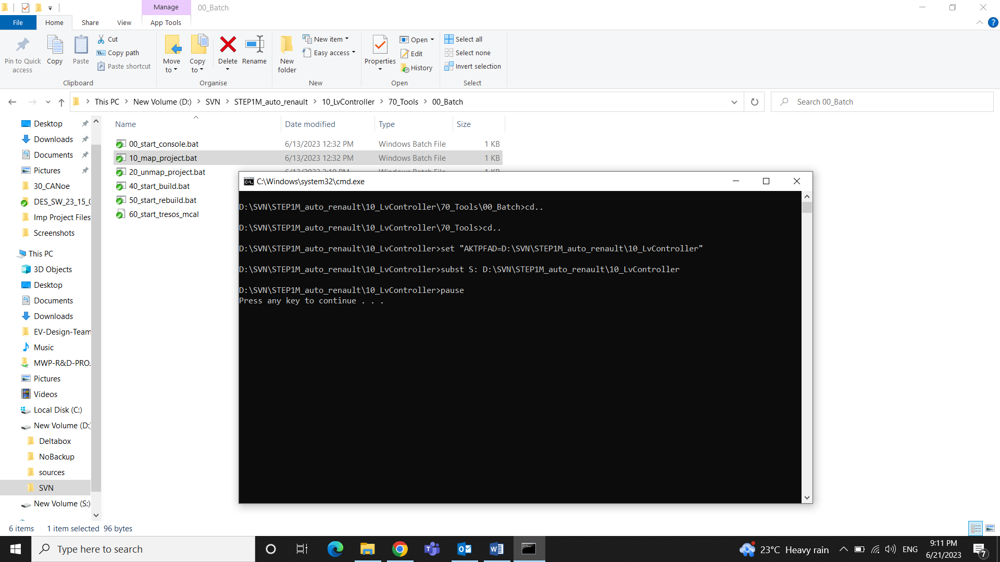 Manage
00_Batch
File
Home
Share
View
App Tools
Pin to Quick access
Copy
Paste
Cut
Copy path
Paste shortcut
Clipboard
Move to
Copy to
Delete
Rename
Organise
New folder
New item
Easy access
New
Properties
Open
Edit
History
Open
Select all
Select none
Invert selection
Select
This PC > New Volume (D:) > SVN > STEP1M_auto_renault > 10_LvController > 70_Tools > 00_Batch
Search 00_Batch
Desktop
Downloads
Documents
Pictures
30_CANoe
DES_SW_23_15_0
Imp Project Files
Screenshots
This PC
3D Objects
Desktop
Documents
Downloads
EV-Design-Team
Music
MWP-R&D-PRO.
Pictures
Videos
Local Disk (C:)
New Volume (D:)
Deltabox
NoBackup
sources
SVN
New Volume (S:)
Name Date modified Type Size
00_start_console.bat 6/13/2023 12:32 PM Windows Batch File 1 KB
10_map_project.bat 6/13/2023 12:32 PM Windows Batch File 1 KB
20_unmap_project.bat
40_start_build.bat
50_start_rebuild.bat
60_start_tresos_mcal
C:\Windows\system32\cmd.exe
D:\SVN\STEP1M_auto_renault\10_LvController\70_Tools\00_Batch>cd..
D:\SVN\STEP1M_auto_renault\10_LvController\70_Tools>cd..
D:\SVN\STEP1M_auto_renault\10_LvController>set "AKTPFAD=D:\SVN\STEP1M_auto_renault\10_LvController"
D:\SVN\STEP1M_auto_renault\10_LvController>subst S: D:\SVN\STEP1M_auto_renault\10_LvController
D:\SVN\STEP1M_auto_renault\10_LvController>pause
Press any key to continue . . .
6 items 1 item selected 96 bytes
Type here to search
23°C Heavy rain
ENG
9:11 PM
6/21/2023
7